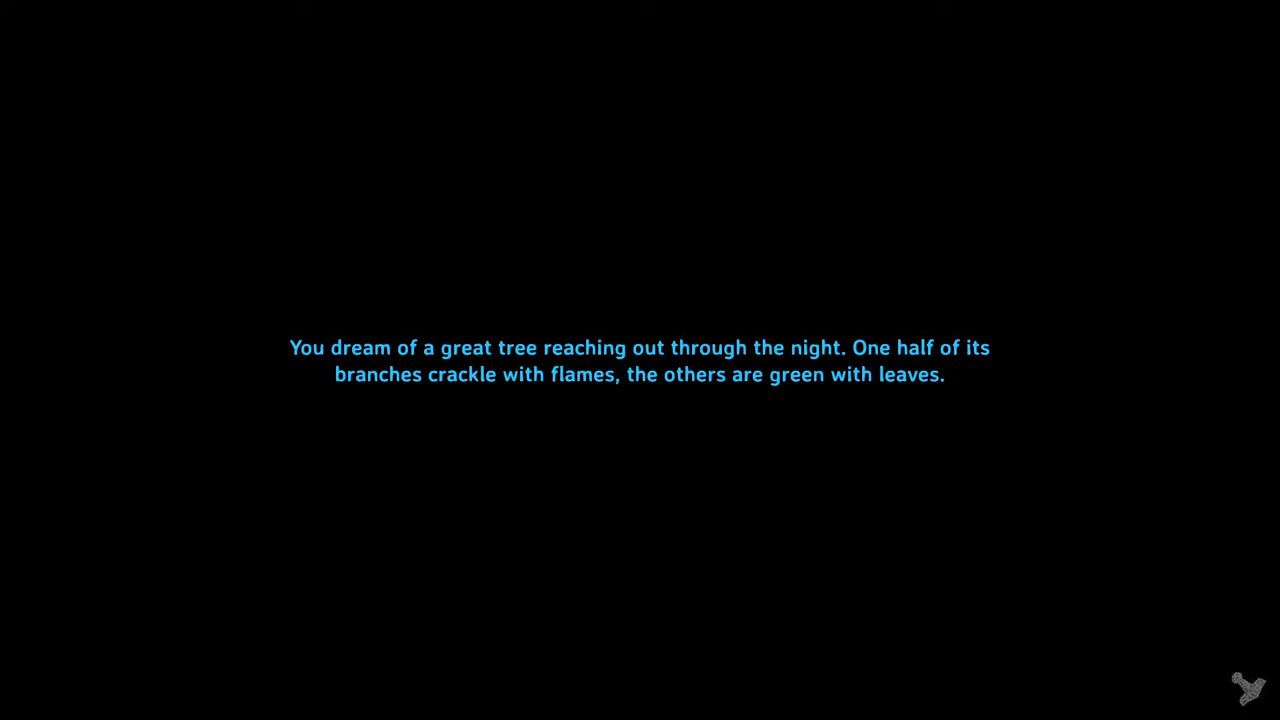 You dream of a great tree reaching out through the night. One half of its
branches crackle with flames, the others are green with leaves.